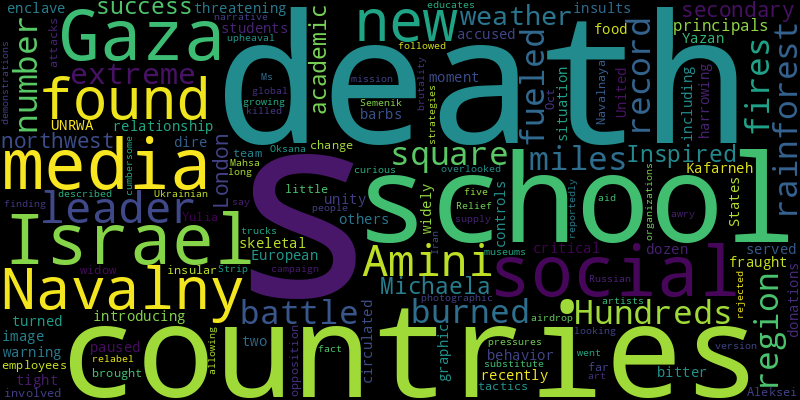 enclave success threatening narrative educates insults secondary
Gaza death new weather
number attacks students upheaval accused food principals
demonstrations extreme academic followed fueled record Yazan fires rainforest
found Ms mission moment Oct situation Navalnaya United including harrowing
UNRWA relationship global growing killed brutality Semenik barbs strategies
northwest dire London team change square miles Inspired
media cumbersome Mahsa long Oksana curious overlooked Kafarneh
described Ukrainian S little school five Relief aid organizations States
finding leader Yulia say unity people widely supply controls reportedly awry
Israel trucks skeletal others Iran museums critical dozen served
widow insular Strip European Amini social fraught
Navalny campaign Michaela Russian rejected donations
introducing battle circulated photographic burned artists Hundreds region
turned image paused two opposition graphic airdrop looking
warning relabel allowing fact countries pressures behavior went version
employees tight brought substitute recently far bitter
involved tactics art Aleksei